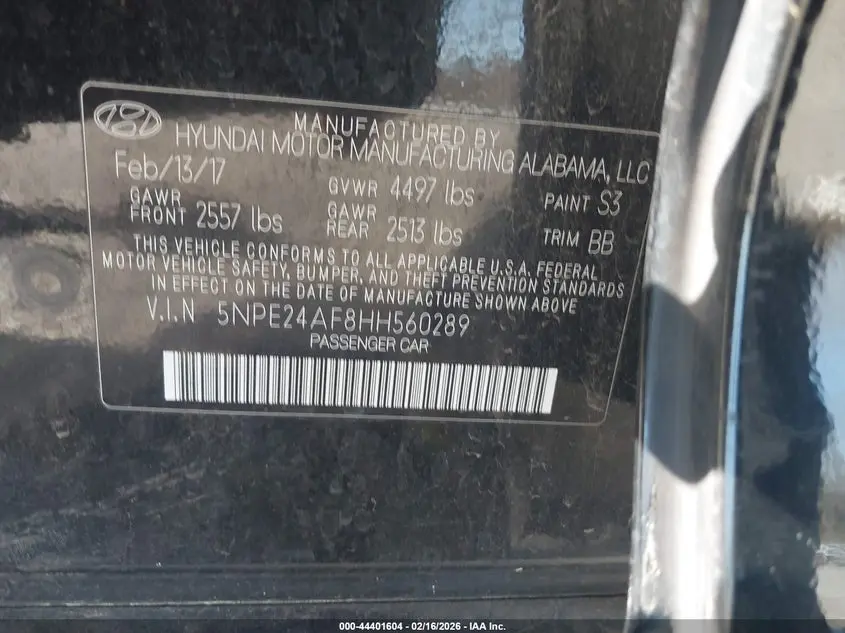 MANUFACTURED BY
HYUNDAI MOTOR MANUFACTURING ALABAMA, LLC
Feb/13/17 GVWR 4497 lbs PAINT S3
GAWR FRONT 2557 lbs GAWR REAR 2513 lbs TRIM BB
THIS VEHICLE CONFORMS TO ALL APPLICABLE U.S.A. FEDERAL
MOTOR VEHICLE SAFETY, BUMPER, AND THEFT PREVENTION STANDARDS
IN EFFECT ON THE DATE OF MANUFACTURE SHOWN ABOVE
V.I.N 5NPE24AF8HH560289
PASSENGER CAR
000-44401604 - 02/16/2026 - IAA Inc.